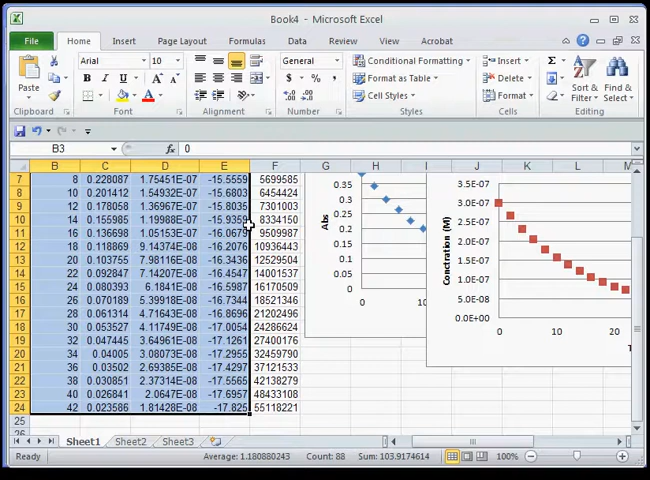 Book4 - Microsoft Excel
File Home Insert Page Layout Formulas Data Review View Acrobat
Paste
Arial 10
B I U
A A
A
General
$ % ,
Conditional Formatting
Format as Table
Cell Styles
Insert
Delete
Format
Σ
Sort & Filter
Find & Select
Clipboard Font Alignment Number Styles Cells Editing
B3 0
B C D E F G H I J K L M
7 8 0.228087 1.75451E-07 -15.5559 5699585
8 10 0.201412 1.54932E-07 -15.6803 6454424
9 12 0.178058 1.36967E-07 -15.8035 7301003
10 14 0.155985 1.19988E-07 -15.9359 8334150
11 16 0.136698 1.05153E-07 -16.0679 9509987
12 18 0.118869 9.14374E-08 -16.2076 10936443
13 20 0.103755 7.98116E-08 -16.3436 12529504
14 22 0.092847 7.14207E-08 -16.4547 14001537
15 24 0.080393 6.1841E-08 -16.5987 16170509
16 26 0.070189 5.39918E-08 -16.7344 18521346
17 28 0.061314 4.71643E-08 -16.8696 21202496
18 30 0.053527 4.11749E-08 -17.0054 24286624
19 32 0.047445 3.64961E-08 -17.1261 27400176
20 34 0.04005 3.08073E-08 -17.2955 32459790
21 36 0.03502 2.69385E-08 -17.4297 37121533
22 38 0.030851 2.37314E-08 -17.5565 42138279
23 40 0.026841 2.0647E-08 -17.6957 48433108
24 42 0.023586 1.81428E-08 -17.825 55118221
25
26
0.35
0.3
0.25
0.2
0.15
0.1
0.05
0
Abs
0 10
3.5E-07
3.0E-07
2.5E-07
2.0E-07
1.5E-07
1.0E-07
5.0E-08
0.0E+00
Conctration (M)
0 10 20
T
Sheet1 Sheet2 Sheet3
Ready Average: 1.180880243 Count: 88 Sum: 103.9174614 100%